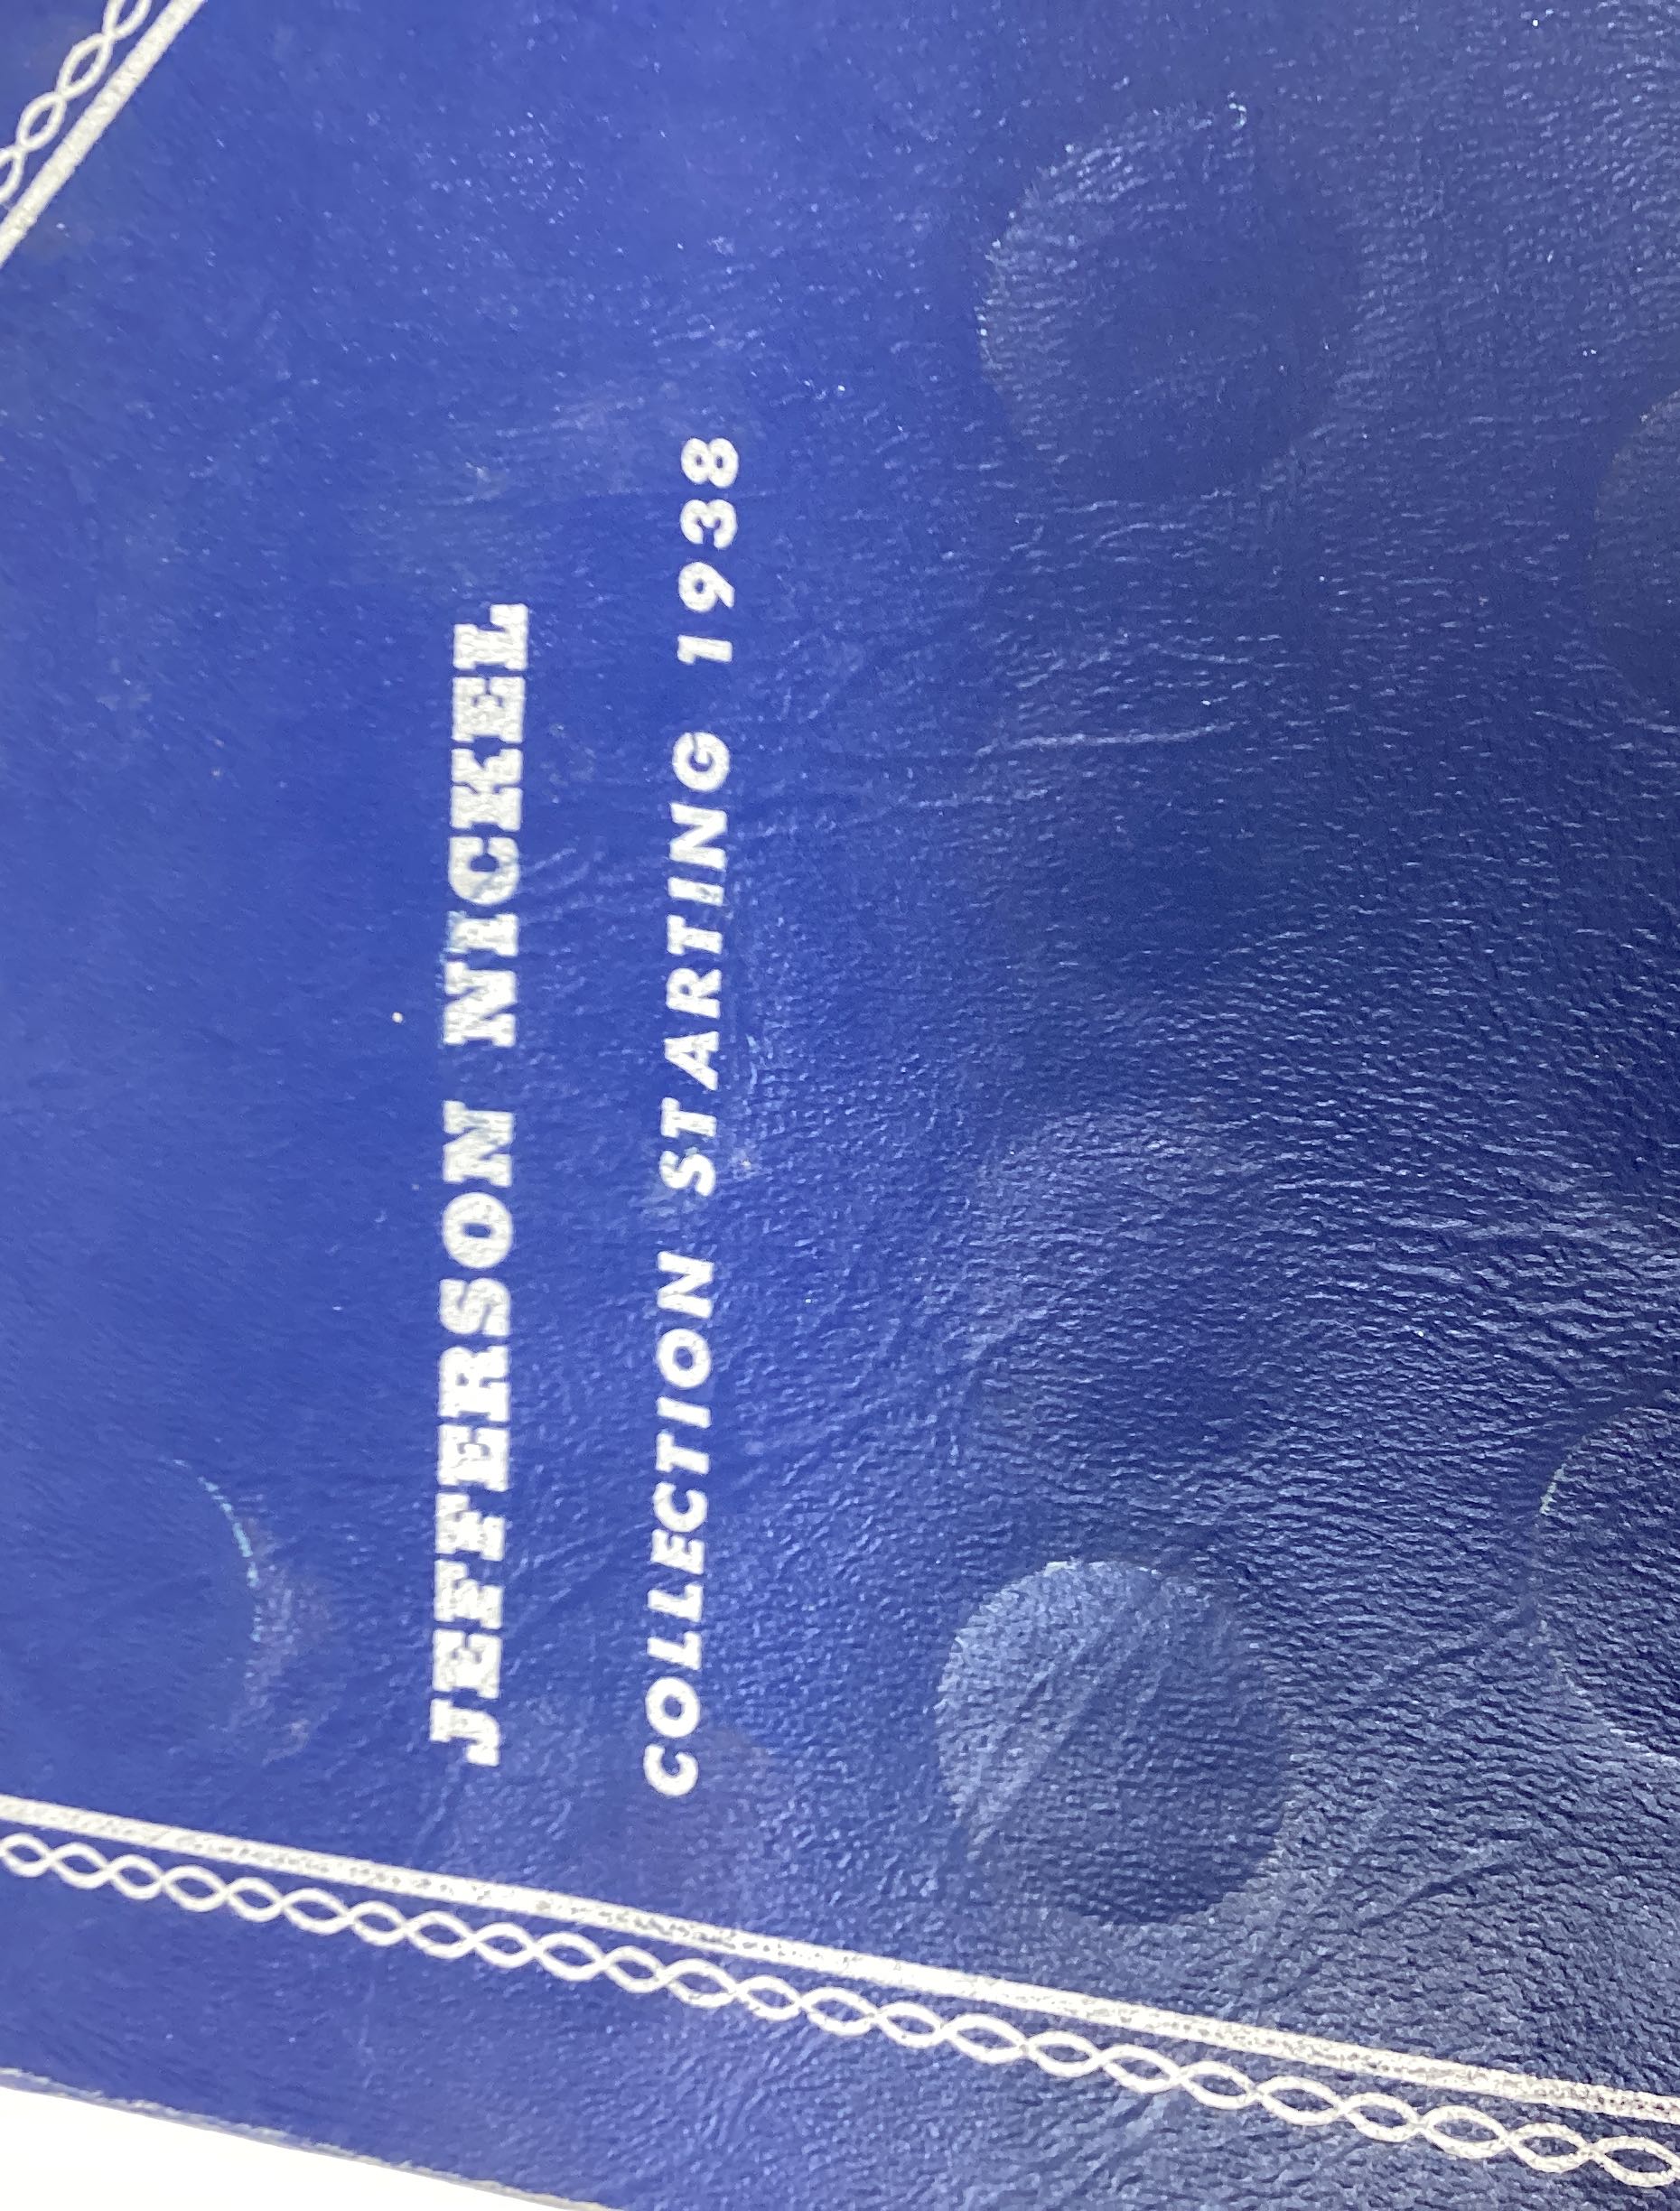 JEFFERSON NICKEL
COLLECTION STARTING 1938